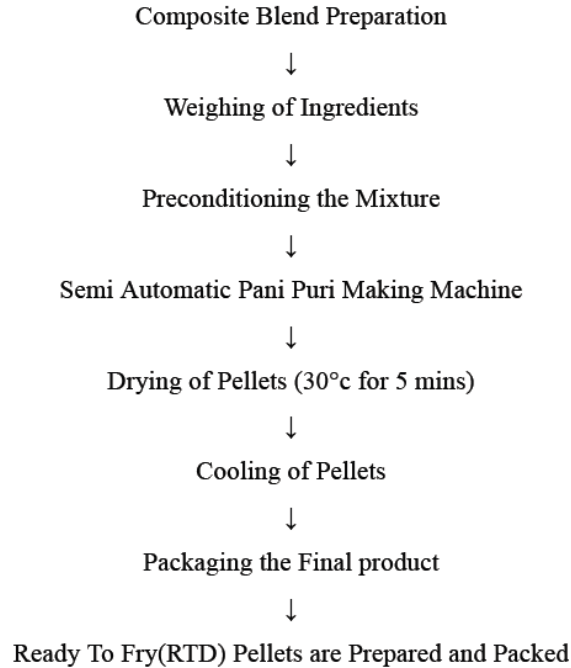 Composite Blend Preparation
↓
Weighing of Ingredients
↓
Preconditioning the Mixture
↓
Semi Automatic Pani Puri Making Machine
↓
Drying of Pellets (30°c for 5 mins)
↓
Cooling of Pellets
↓
Packaging the Final product
↓
Ready To Fry(RTD) Pellets are Prepared and Packed